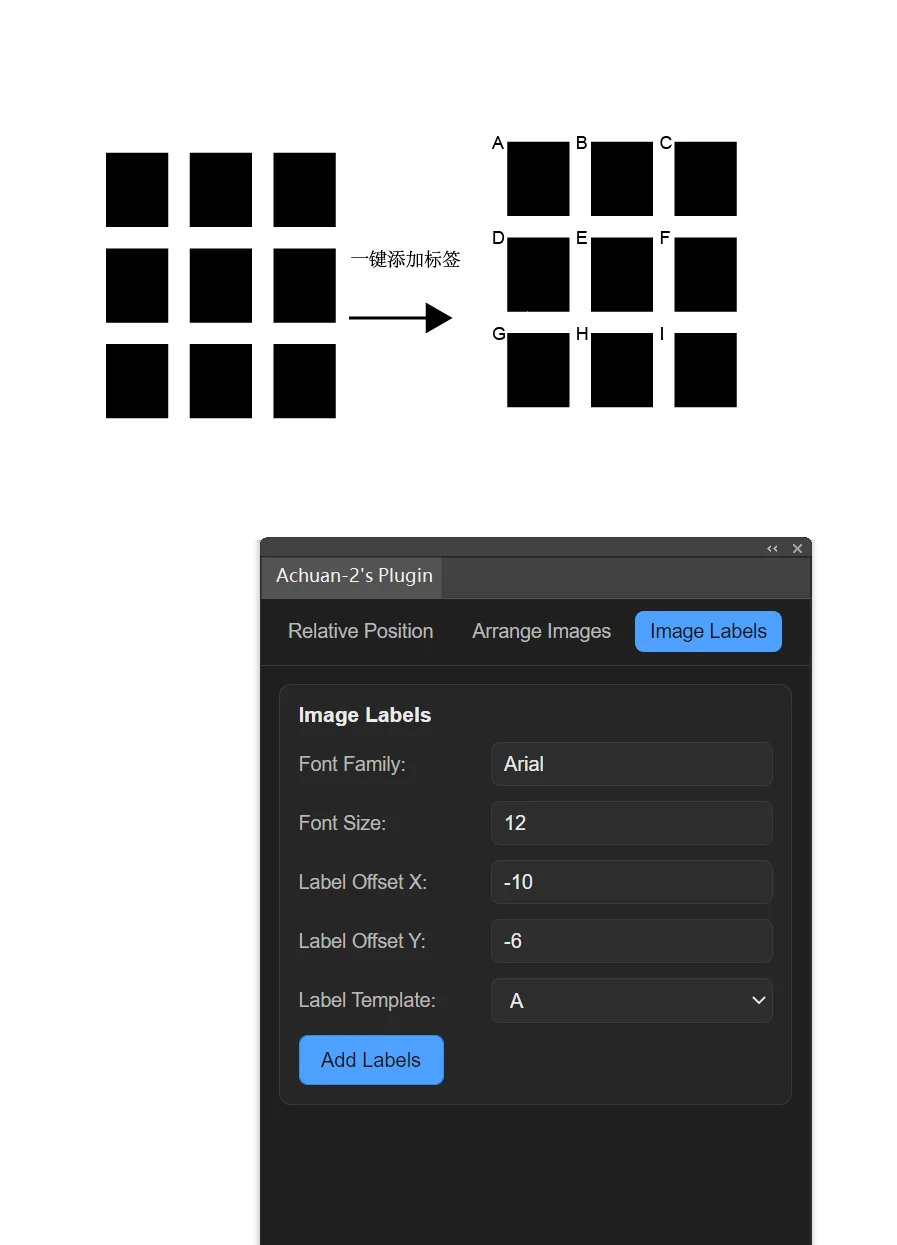 A B C
一键添加标签
D E F
G H I
Achuan-2's Plugin
Relative Position Arrange Images Image Labels
Image Labels
Font Family: Arial
Font Size: 12
Label Offset X: -10
Label Offset Y: -6
Label Template: A
Add Labels